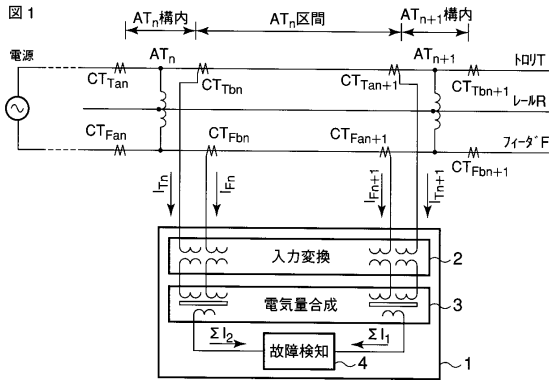 図1
ATn構内
ATn区間
ATn+1構内
電源
ATn
ATn+1
CTTan
CTTbn
CTTan+1
CTTbn+1
トロリT
レールR
CTFan
CTFbn
CTFan+1
CTFbn+1
フィーダF
ITn
IFn
IFn+1
ITn+1
入力変換
2
電気量合成
3
ΣI2
ΣI1
故障検知
4
1